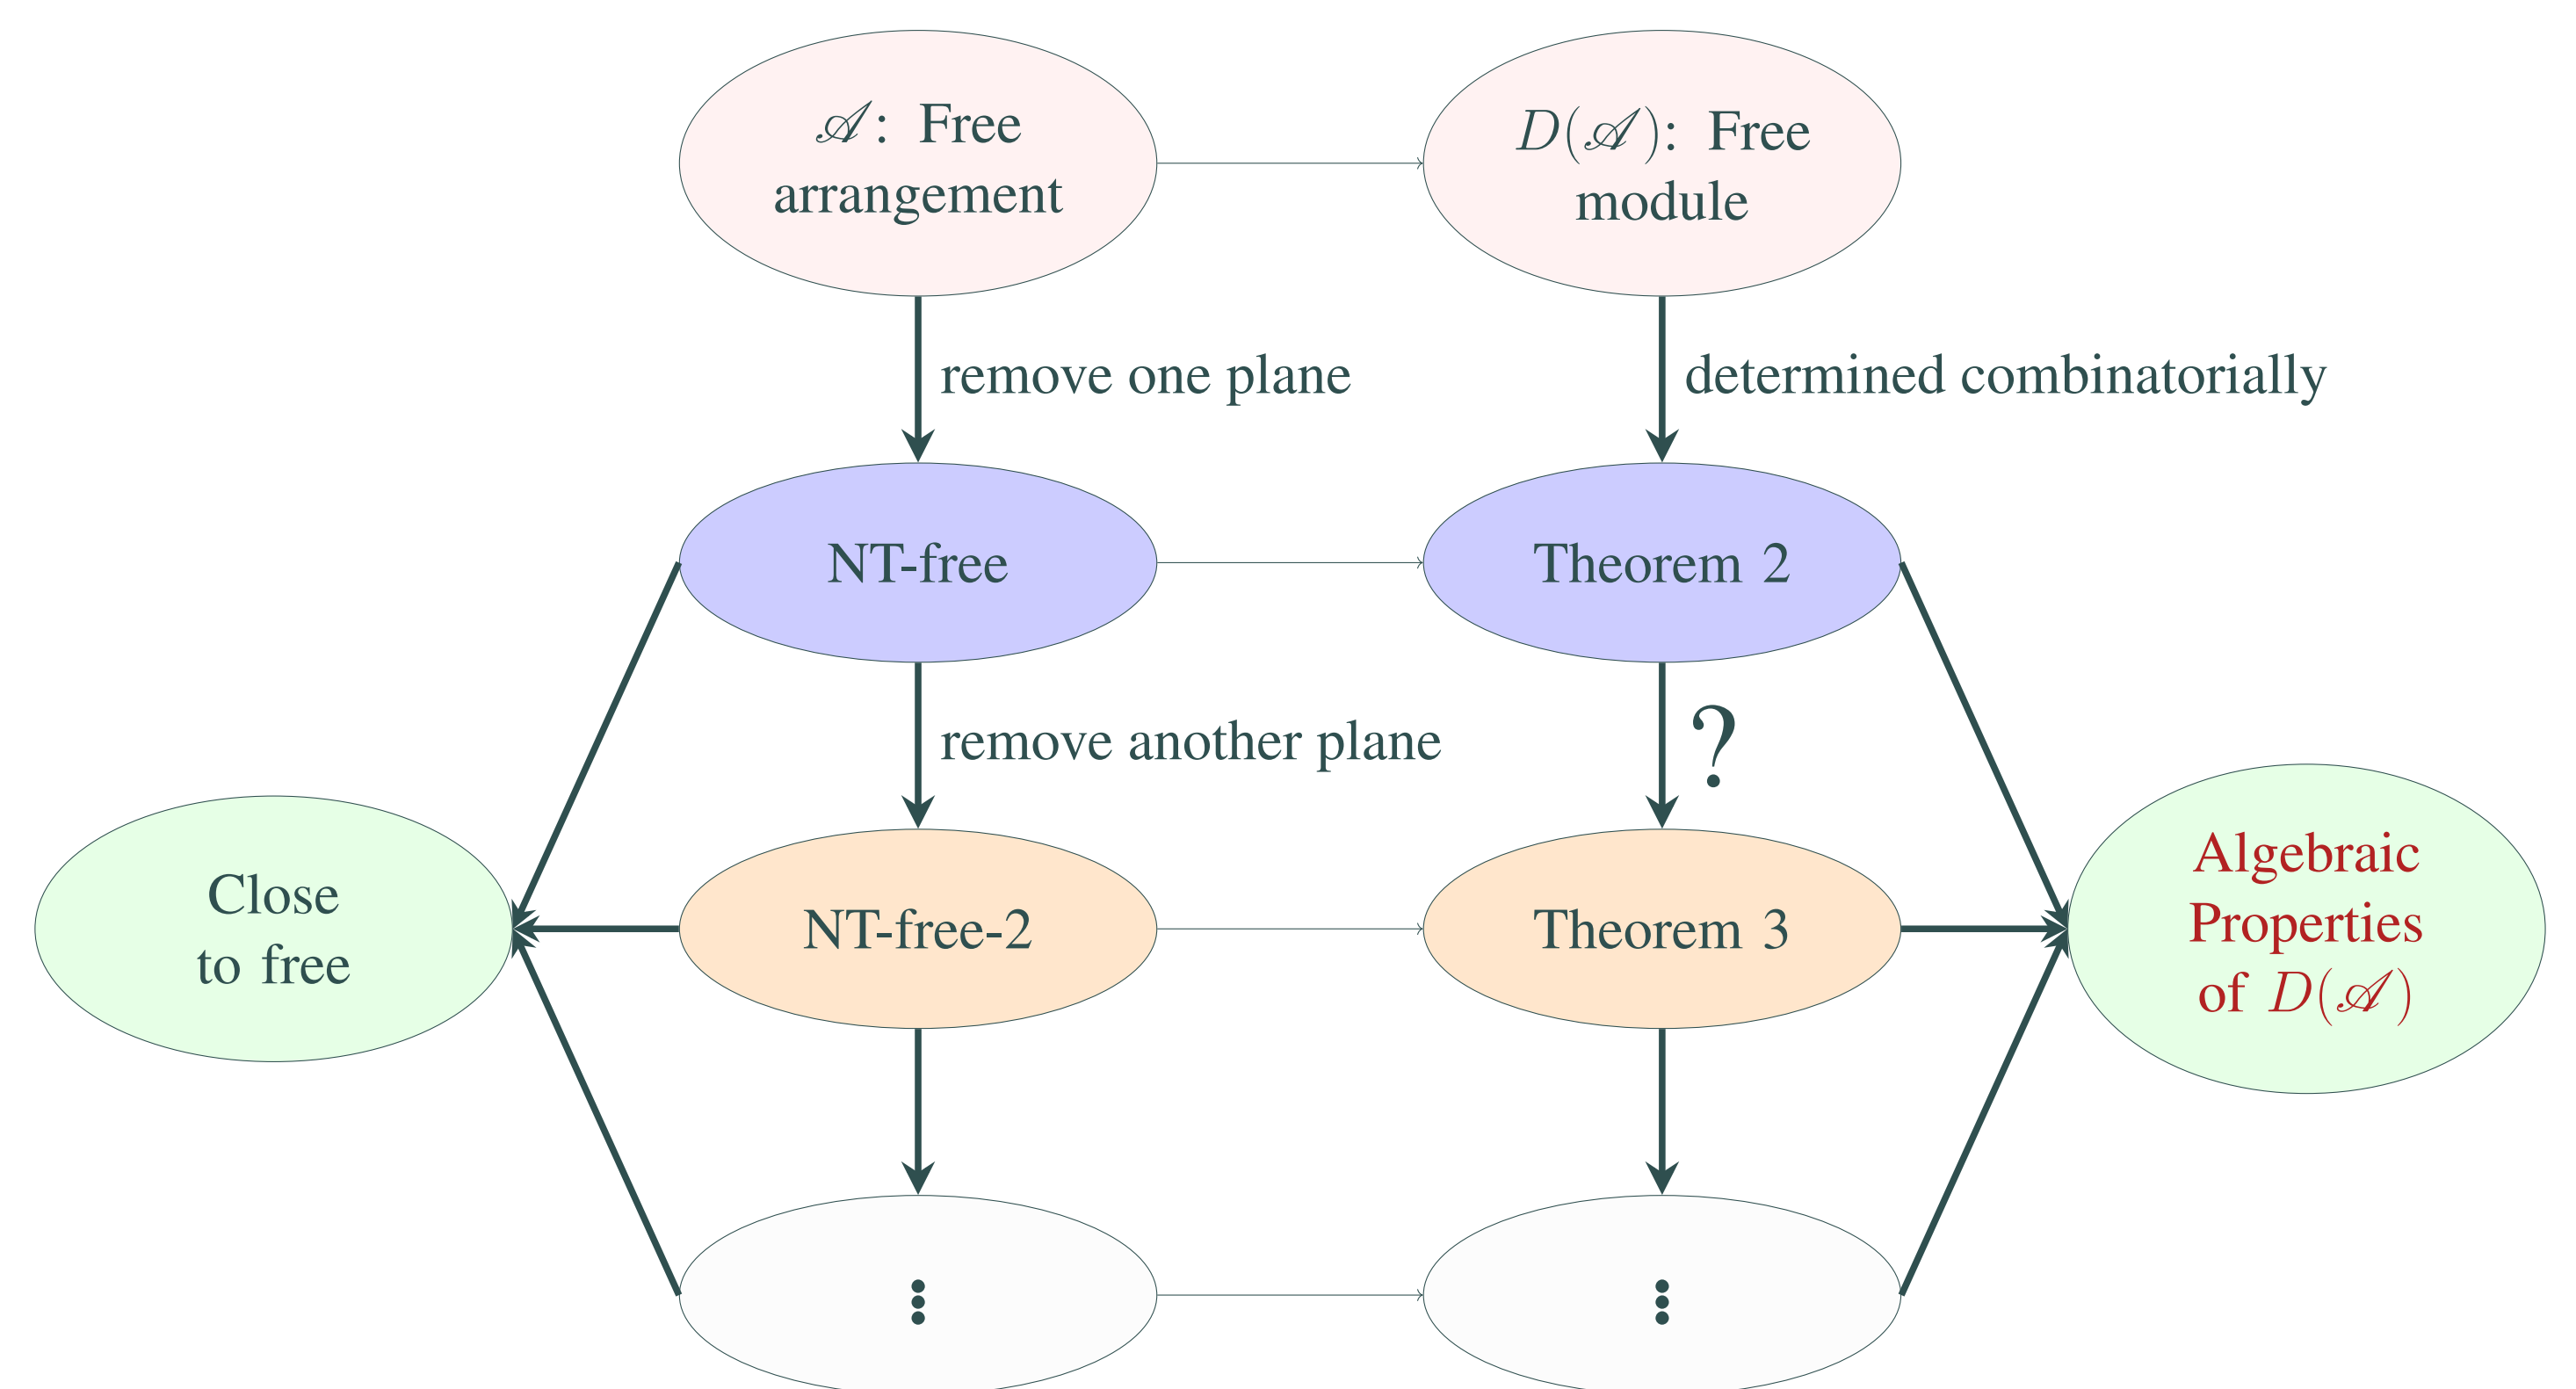 𝒜: Free
arrangement
D(𝒜): Free
module
remove one plane
determined combinatorially
NT-free
Theorem 2
remove another plane
?
Close
to free
NT-free-2
Theorem 3
Algebraic
Properties
of D(𝒜)
⋮
⋮